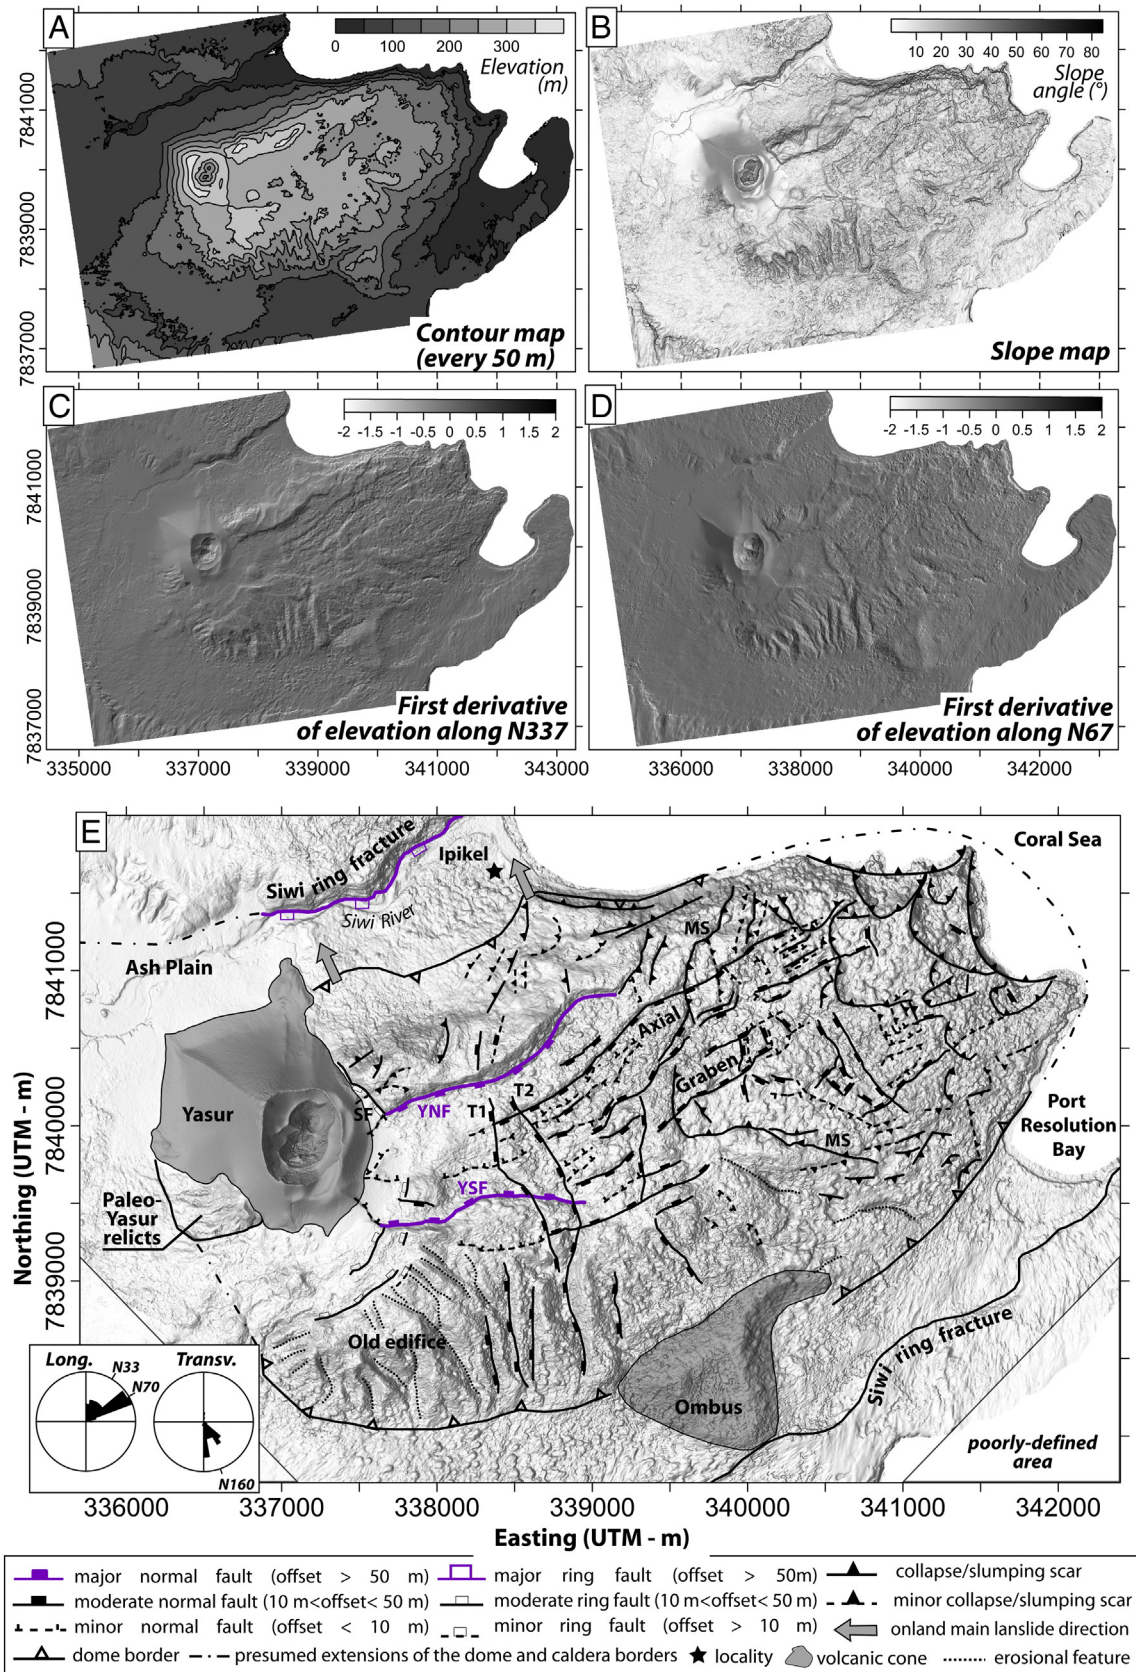 A
0 100 200 300
Elevation
(m)
7841000
7839000
7837000
Contour map
(every 50 m)
B
10 20 30 40 50 60 70 80
Slope
angle (°)
Slope map
C
-2 -1.5 -1 -0.5 0 0.5 1 1.5 2
7841000
7839000
7837000
First derivative
of elevation along N337
335000 337000 339000 341000 343000
D
-2 -1.5 -1 -0.5 0 0.5 1 1.5 2
First derivative
of elevation along N67
336000 338000 340000 342000
E
Siwi ring fracture
Ipikel
Siwi River
Coral Sea
Ash Plain
MS
Axial
Graben
Yasur
SF
YNF
T1
T2
Port
Resolution
Bay
MS
YSF
Paleo-
Yasur
relicts
Old edifice
Ombus
Siwi ring fracture
poorly-defined
area
Long.
N33
N70
Transv.
N160
Northing (UTM - m)
7841000
7840000
7839000
336000 337000 338000 339000 340000 341000 342000
Easting (UTM - m)
major normal fault (offset > 50 m)
major ring fault (offset > 50m)
collapse/slumping scar
moderate normal fault (10 m<offset< 50 m)
moderate ring fault (10 m<offset< 50 m)
minor collapse/slumping scar
minor normal fault (offset < 10 m)
minor ring fault (offset > 10 m)
onland main lanslide direction
dome border
presumed extensions of the dome and caldera borders
locality
volcanic cone
erosional feature